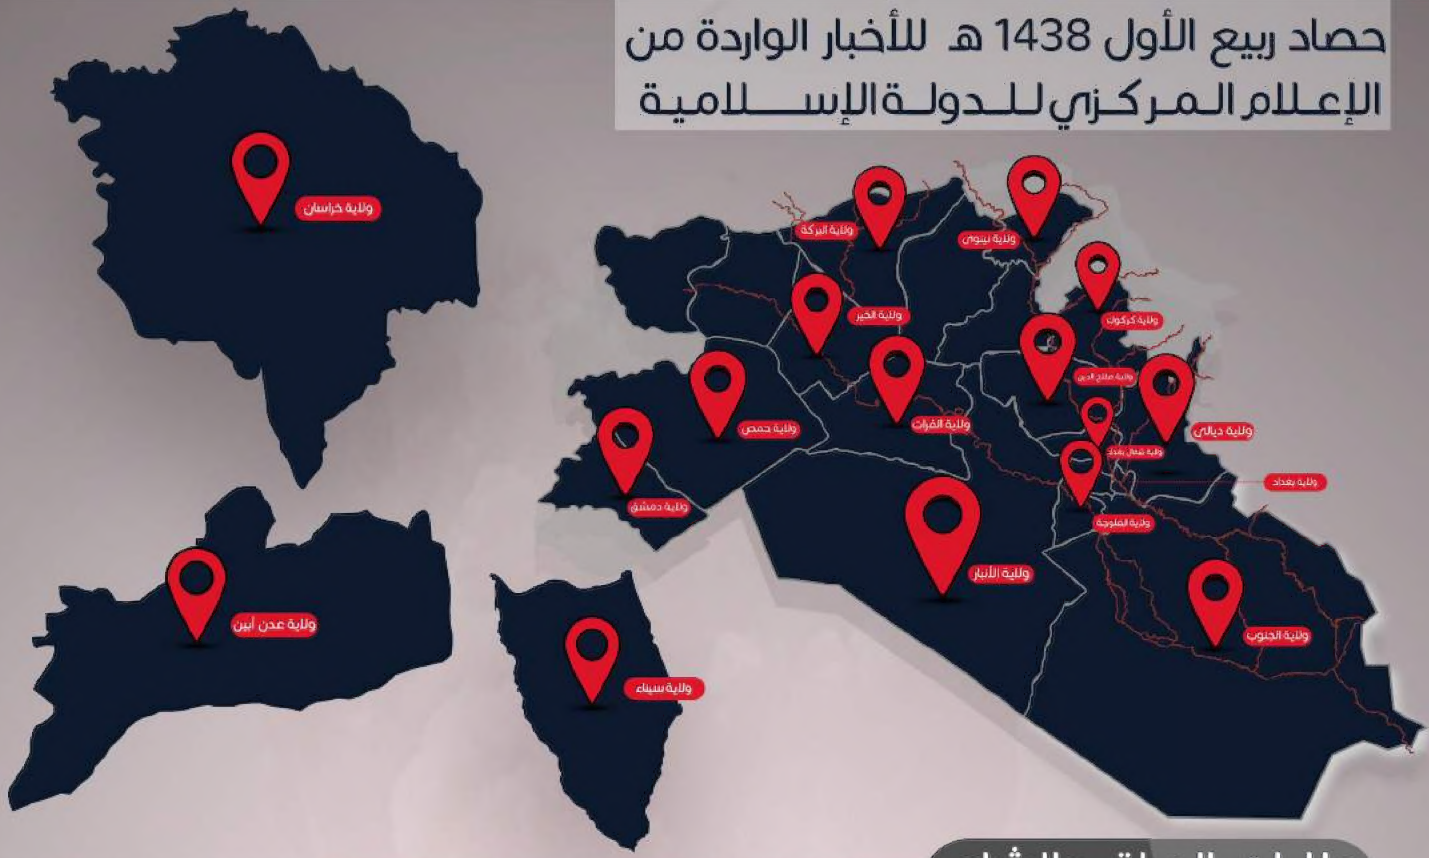 حصاد ربيع الأول 1438 هـ للأخبار الواردة من
الإعلام المركزي للدولة الإسلامية
ولاية خراسان
ولاية البركة
ولاية نينوى
ولاية كركوك
ولاية الخير
ولاية صلاح الدين
ولاية حمص
ولاية الفرات
ولاية ديالى
ولاية شمال بغداد
ولاية بغداد
ولاية دمشق
ولاية الفلوجة
ولاية الأنبار
ولاية عدن أبين
ولاية الجنوب
ولاية سيناء